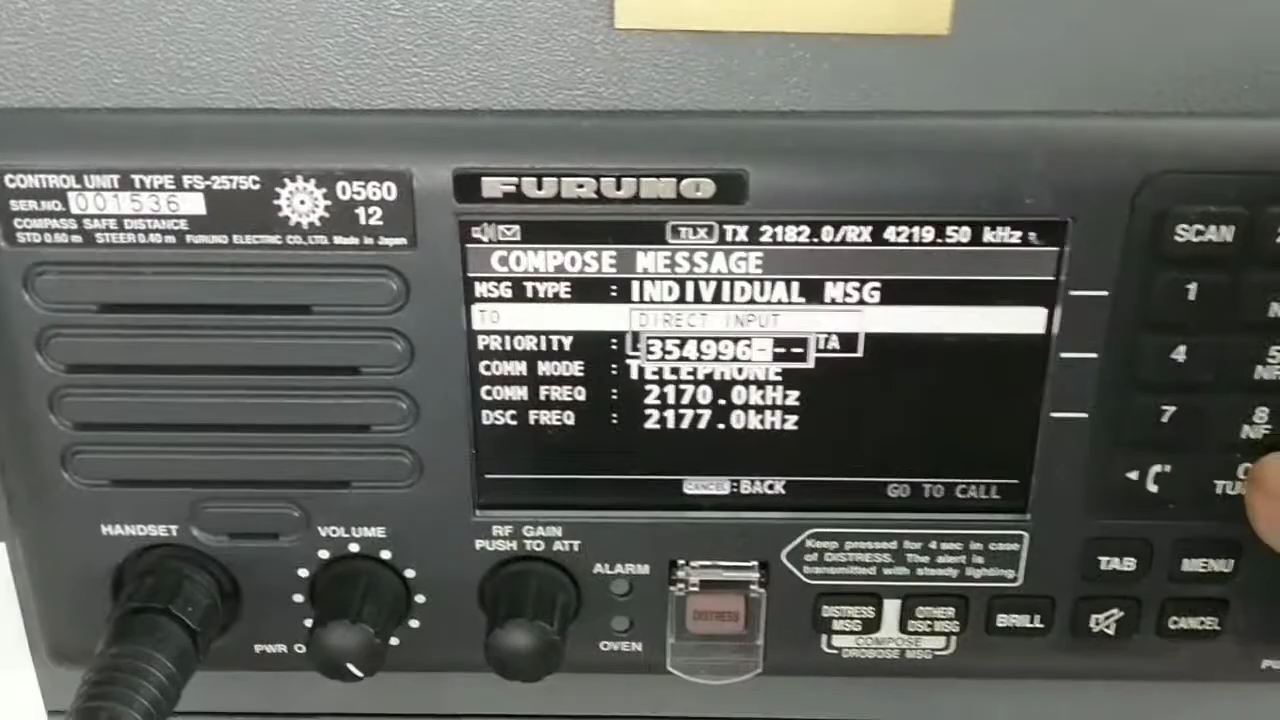 CONTROL UNIT TYPE FS-2575C
SER.NO. 001536
COMPASS SAFE DISTANCE
STD 0.60 m STEER 0.40 m FURUNO ELECTRIC CO., LTD. Made in Japan
0560
12
FURUNO
TLX TX 2182.0/RX 4219.50 kHz
COMPOSE MESSAGE
MSG TYPE : INDIVIDUAL MSG
TO DIRECT INPUT
354996---
PRIORITY : TA
COMM MODE : TELEPHONE
COMM FREQ : 2170.0kHz
DSC FREQ : 2177.0kHz
CANCEL:BACK GO TO CALL
SCAN
1
4
7
8
HANDSET
VOLUME
PWR
RF GAIN
PUSH TO ATT
ALARM
OVEN
DISTRESS
Keep pressed for 4 sec in case
of DISTRESS. The alert is
transmitted with steady lighting.
DISTRESS
MSG
OTHER
DSC MSG
COMPOSE
DROBOSE MSG
BRILL
TAB
MENU
CANCEL